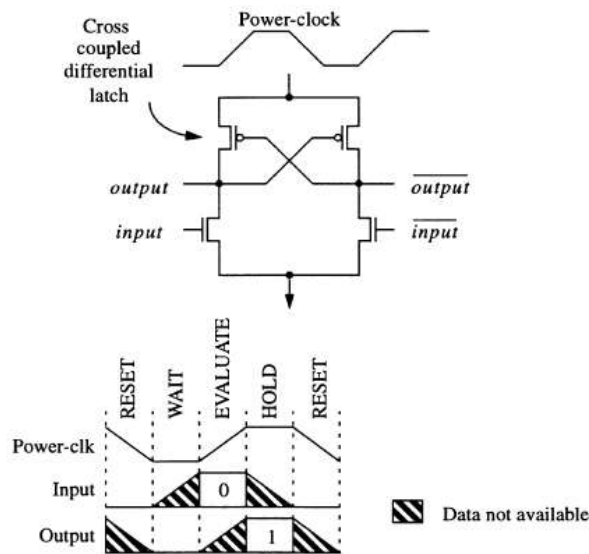 Cross
coupled
differential
latch
Power-clock
output
output
input
input
RESET
WAIT
EVALUATE
HOLD
RESET
Power-clk
Input
0
Output
1
Data not available